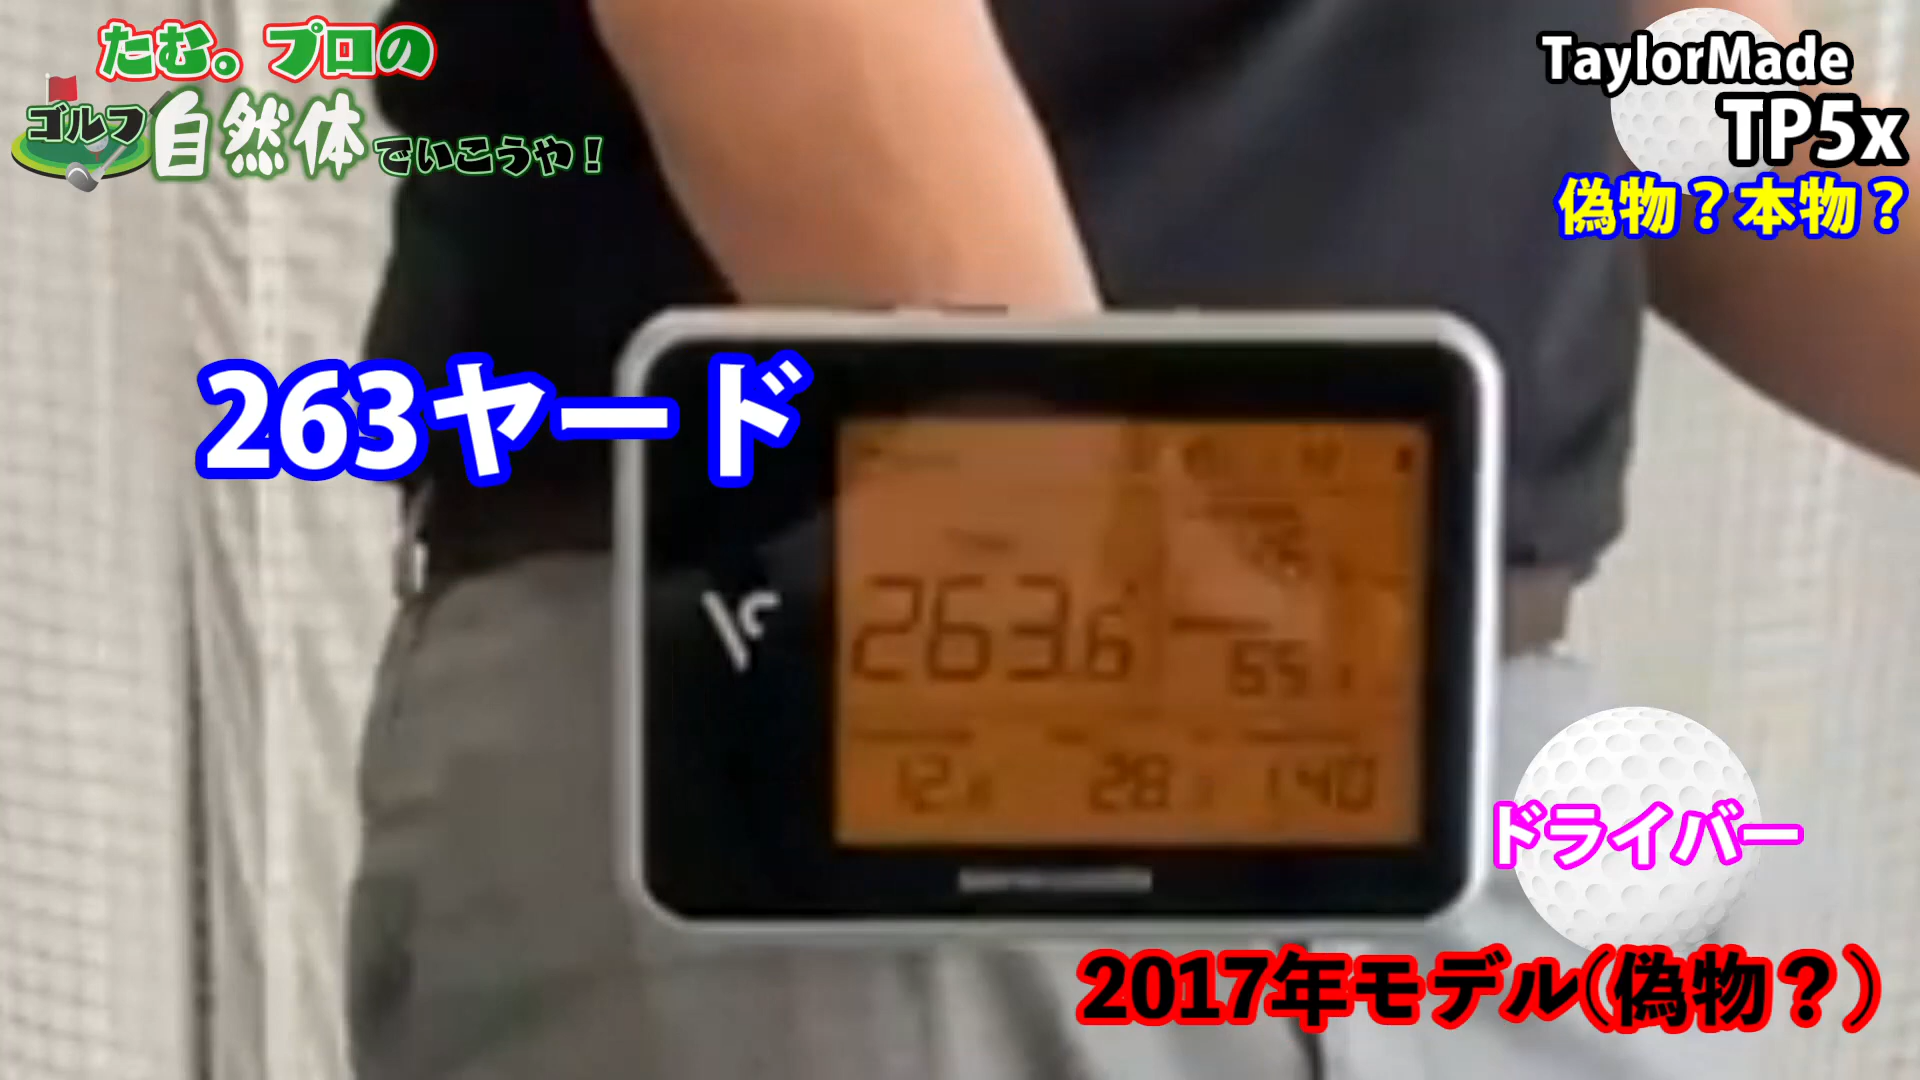 たむ。プロの
ゴルフ
自然体でいこうや！
TaylorMade
TP5x
偽物？本物？
263ヤード
263.6
65
12
28
140
ドライバー
2017年モデル(偽物？)